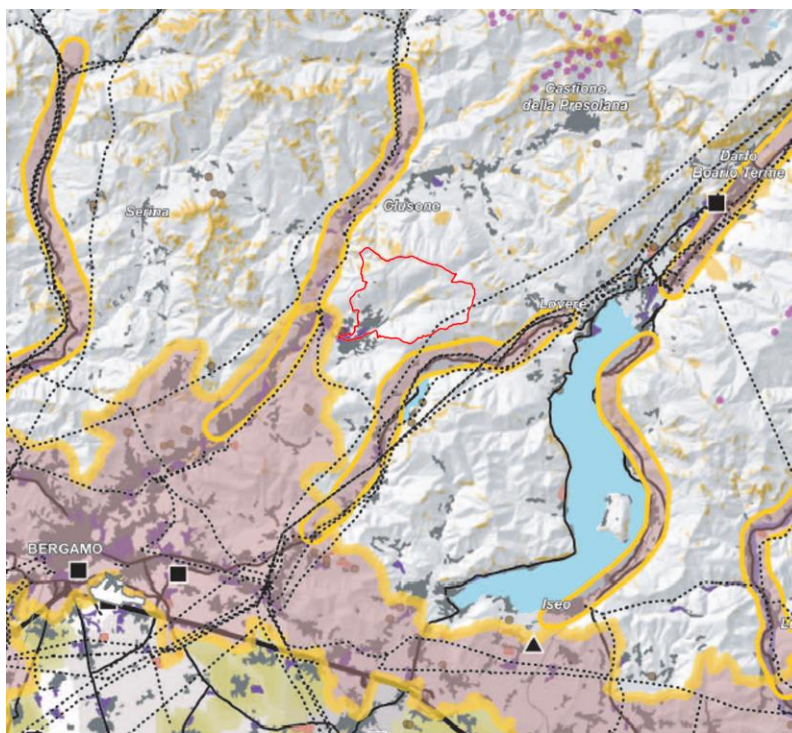 Castione
della Presolana
Darfo
Boario Terme
Serina
Clusone
Lovere
BERGAMO
Iseo